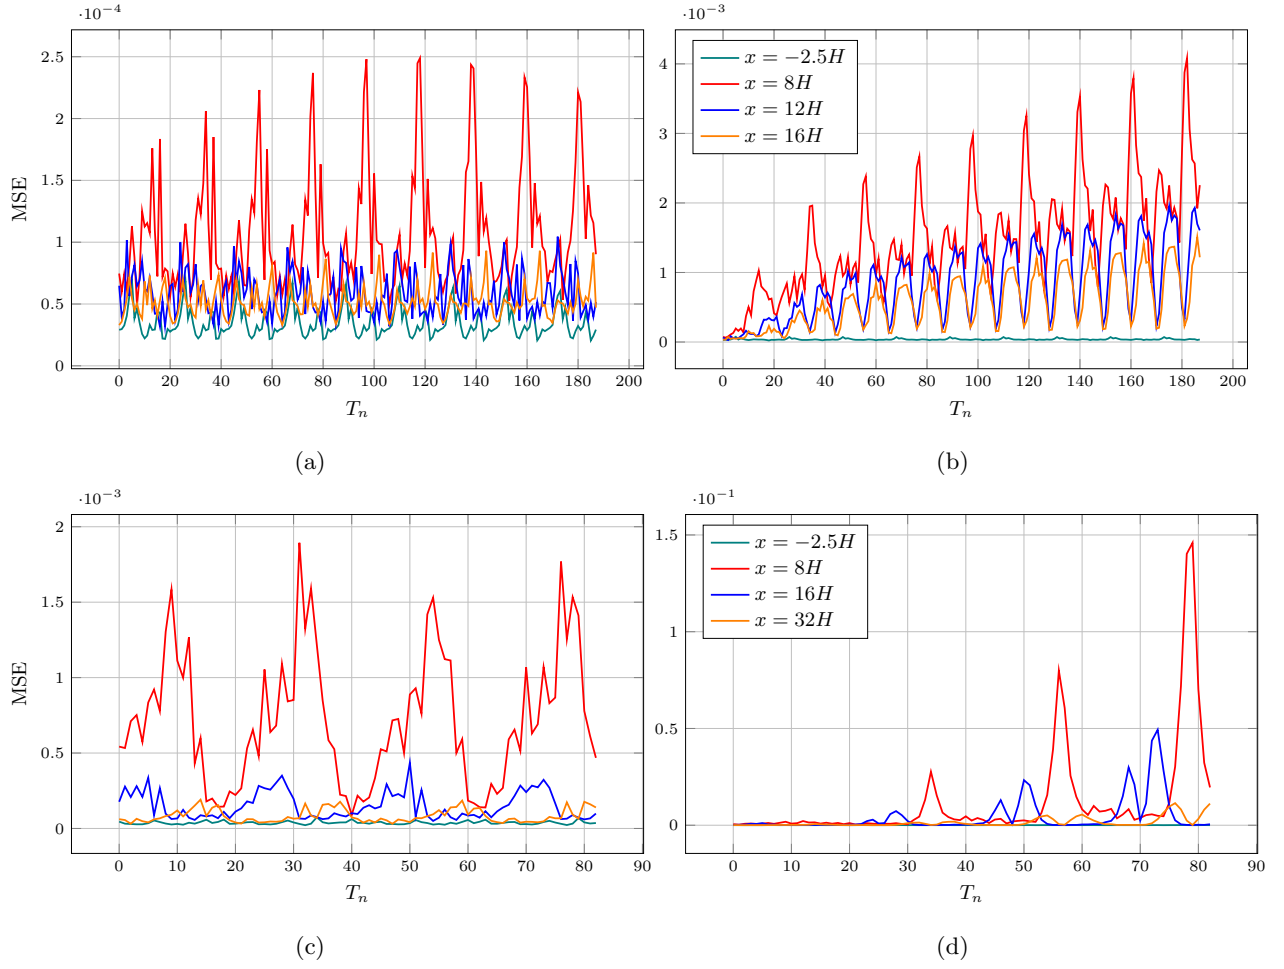 ·10⁻⁴
2.5
2
1.5
1
0.5
0
MSE
0 20 40 60 80 100 120 140 160 180 200
Tₙ
(a)
·10⁻³
x = −2.5H
x = 8H
x = 12H
x = 16H
4
3
2
1
0
0 20 40 60 80 100 120 140 160 180 200
Tₙ
(b)
·10⁻³
2
1.5
1
0.5
0
MSE
0 10 20 30 40 50 60 70 80 90
Tₙ
(c)
·10⁻¹
x = −2.5H
x = 8H
x = 16H
x = 32H
1.5
1
0.5
0
0 10 20 30 40 50 60 70 80 90
Tₙ
(d)